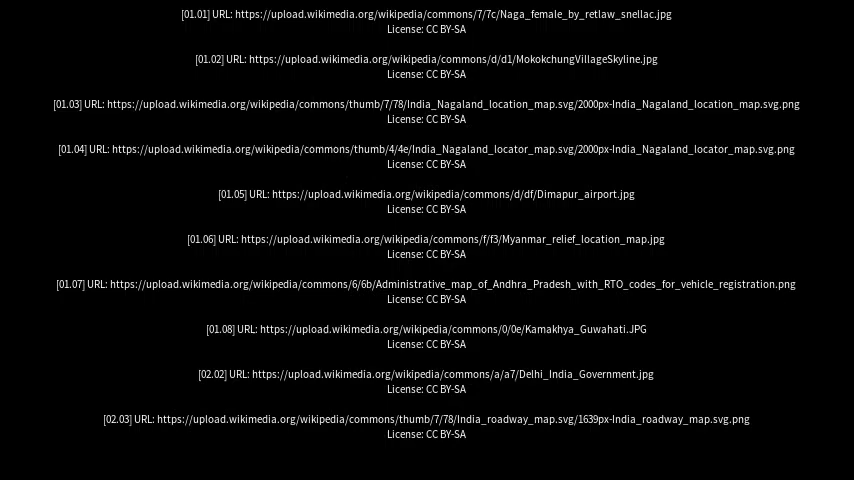 [01.01] URL: https://upload.wikimedia.org/wikipedia/commons/7/7c/Naga_female_by_retlaw_snellac.jpg
License: CC BY-SA
[01.02] URL: https://upload.wikimedia.org/wikipedia/commons/d/d1/MokokchungVillageSkyline.jpg
License: CC BY-SA
[01.03] URL: https://upload.wikimedia.org/wikipedia/commons/thumb/7/78/India_Nagaland_location_map.svg/2000px-India_Nagaland_location_map.svg.png
License: CC BY-SA
[01.04] URL: https://upload.wikimedia.org/wikipedia/commons/thumb/4/4e/India_Nagaland_locator_map.svg/2000px-India_Nagaland_locator_map.svg.png
License: CC BY-SA
[01.05] URL: https://upload.wikimedia.org/wikipedia/commons/d/df/Dimapur_airport.jpg
License: CC BY-SA
[01.06] URL: https://upload.wikimedia.org/wikipedia/commons/f/f3/Myanmar_relief_location_map.jpg
License: CC BY-SA
[01.07] URL: https://upload.wikimedia.org/wikipedia/commons/6/6b/Administrative_map_of_Andhra_Pradesh_with_RTO_codes_for_vehicle_registration.png
License: CC BY-SA
[01.08] URL: https://upload.wikimedia.org/wikipedia/commons/0/0e/Kamakhya_Guwahati.JPG
License: CC BY-SA
[02.02] URL: https://upload.wikimedia.org/wikipedia/commons/a/a7/Delhi_India_Government.jpg
License: CC BY-SA
[02.03] URL: https://upload.wikimedia.org/wikipedia/commons/thumb/7/78/India_roadway_map.svg/1639px-India_roadway_map.svg.png
License: CC BY-SA